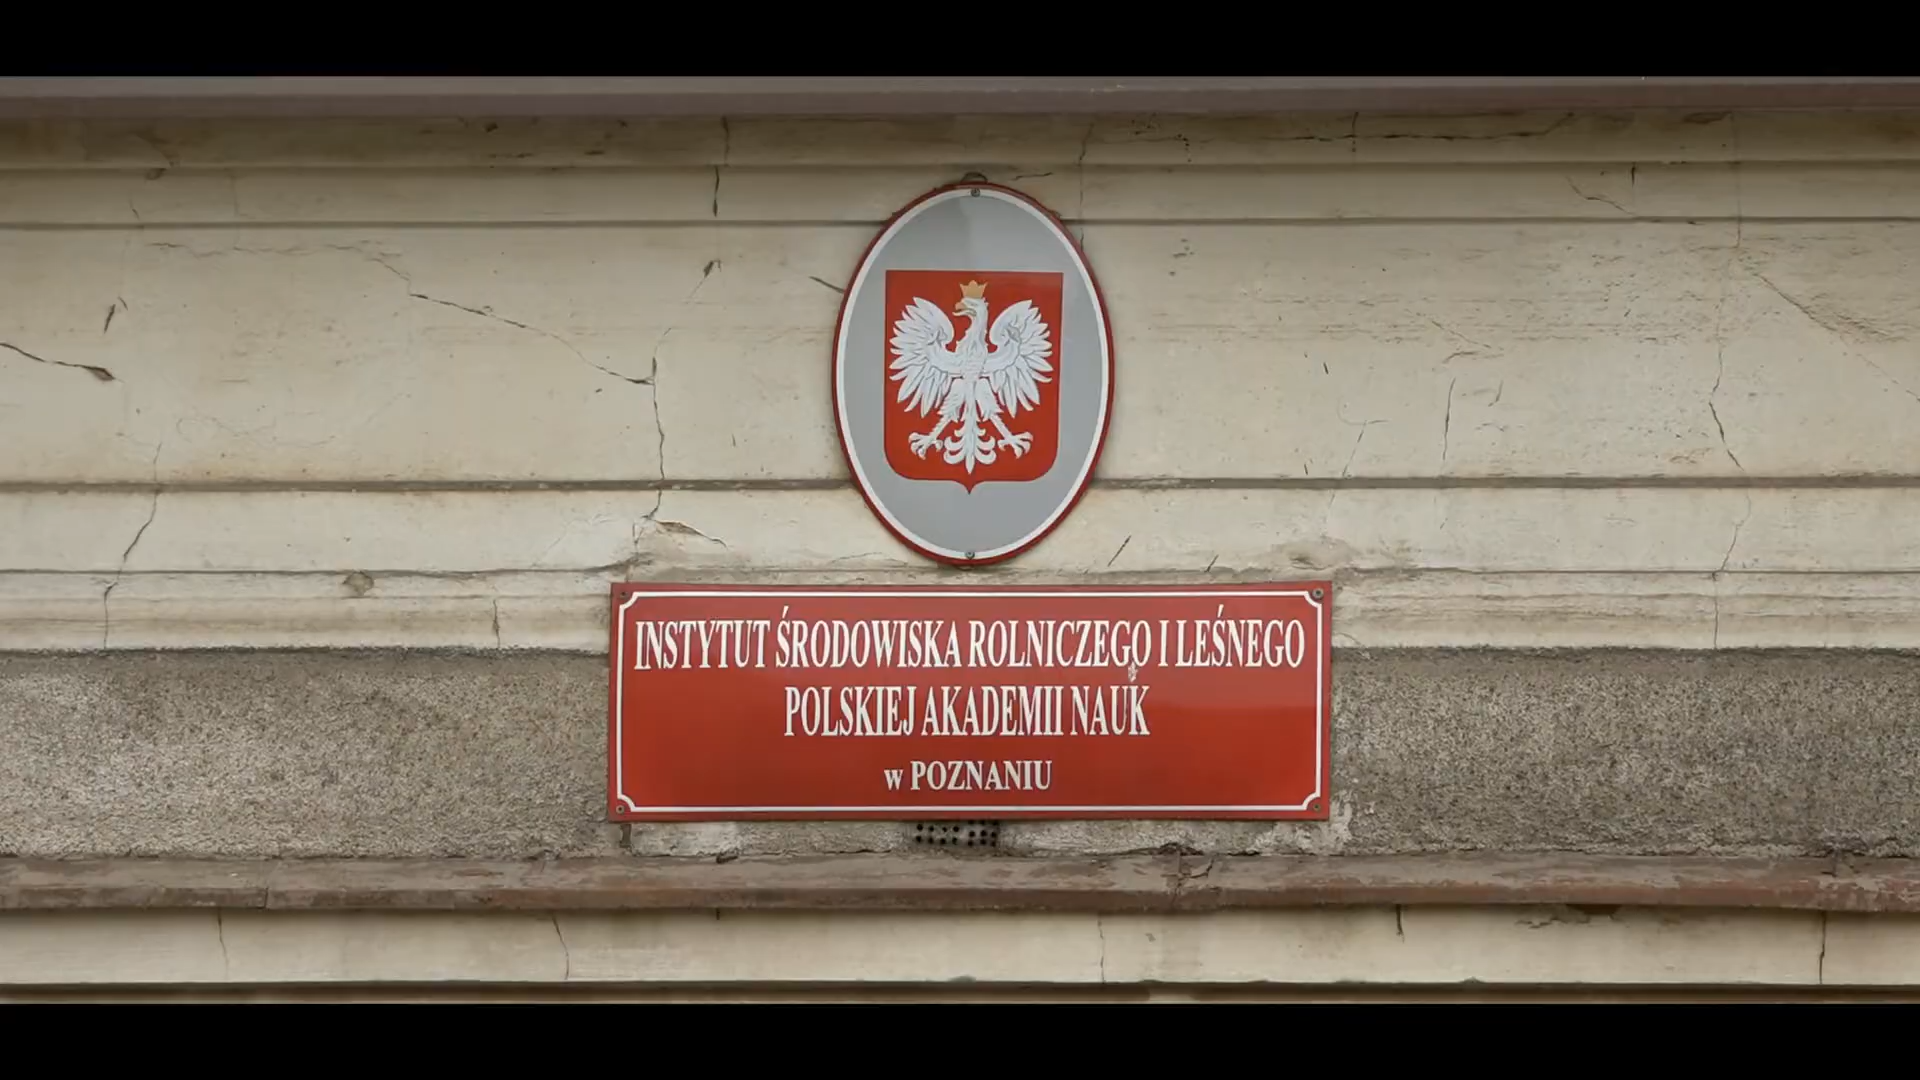 INSTYTUT ŚRODOWISKA ROLNICZEGO I LEŚNEGO
POLSKIEJ AKADEMII NAUK
w POZNANIU